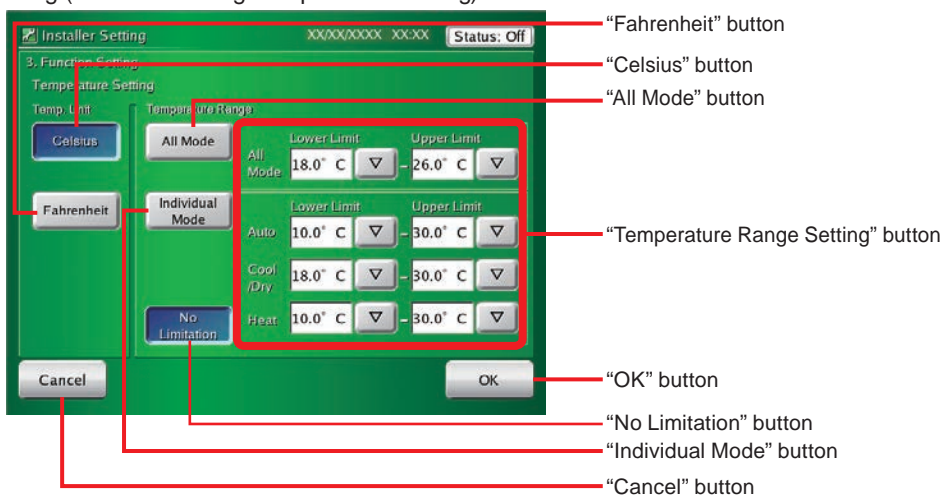 Installer Setting XX/XX/XXXX XX:XX Status: Off
3. Function Setting
Temperature Setting
Temp. Unit Temperature Range
Celsius All Mode
Lower Limit Upper Limit
All Mode 18.0° C ▽ – 26.0° C ▽
Fahrenheit Individual Mode
Lower Limit Upper Limit
Auto 10.0° C ▽ – 30.0° C ▽
Cool /Dry 18.0° C ▽ – 30.0° C ▽
No Limitation
Heat 10.0° C ▽ – 30.0° C ▽
Cancel OK
“Fahrenheit” button
“Celsius” button
“All Mode” button
“Temperature Range Setting” button
“OK” button
“No Limitation” button
“Individual Mode” button
“Cancel” button